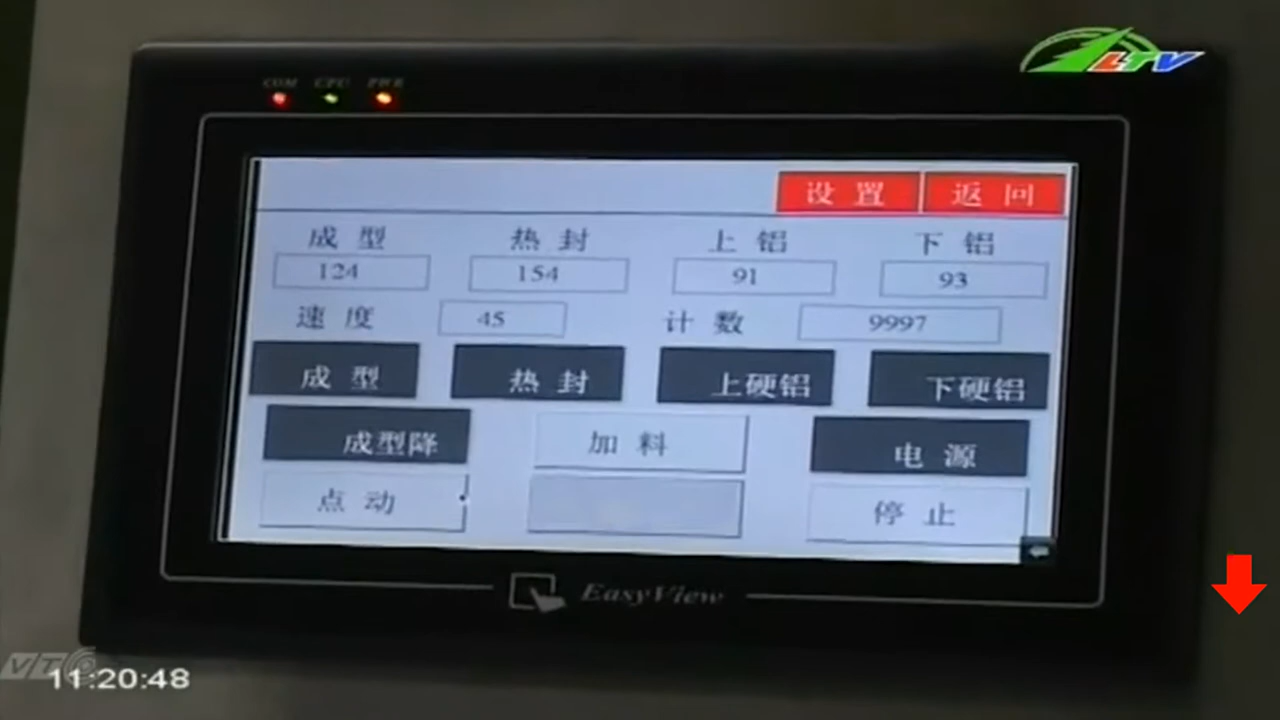 LTV
COM CPU PWR
设置 返回
成型 热封 上铝 下铝
124 154 91 93
速度 45 计数 9997
成型 热封 上硬铝 下硬铝
成型降 加料 电源
点动 停止
EasyView
VTC
11:20:48